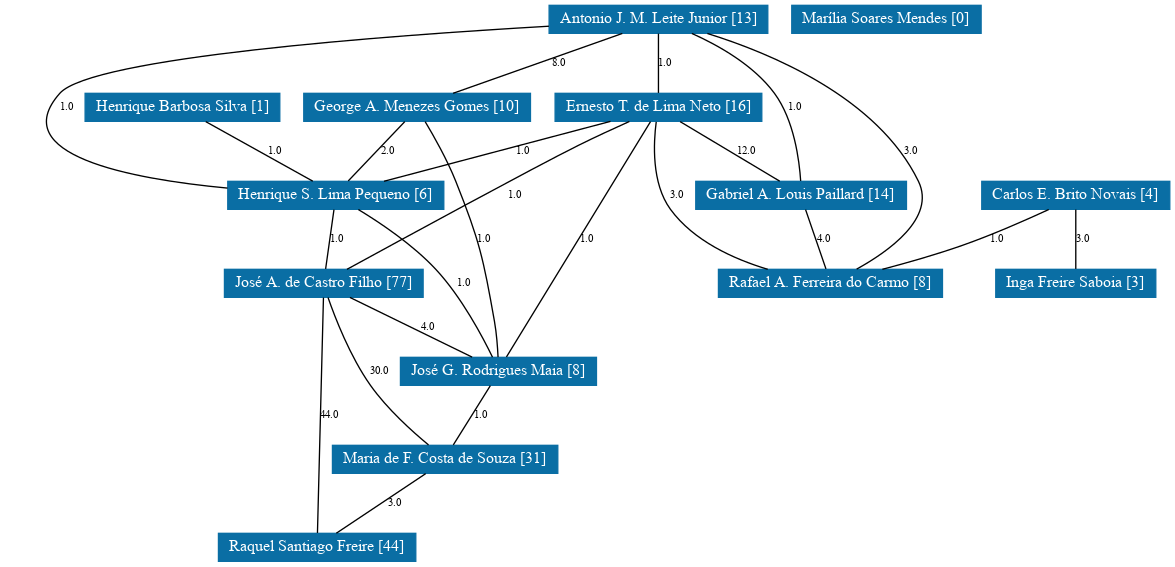 Antonio J. M. Leite Junior [13]
Marília Soares Mendes [0]
8.0
1.0
Henrique Barbosa Silva [1]
George A. Menezes Gomes [10]
Ernesto T. de Lima Neto [16]
1.0
1.0
1.0
2.0
1.0
12.0
3.0
Henrique S. Lima Pequeno [6]
1.0
3.0
Gabriel A. Louis Paillard [14]
Carlos E. Brito Novais [4]
1.0
1.0
1.0
4.0
1.0
3.0
José A. de Castro Filho [77]
1.0
Rafael A. Ferreira do Carmo [8]
Inga Freire Saboia [3]
4.0
30.0
José G. Rodrigues Maia [8]
44.0
1.0
Maria de F. Costa de Souza [31]
3.0
Raquel Santiago Freire [44]